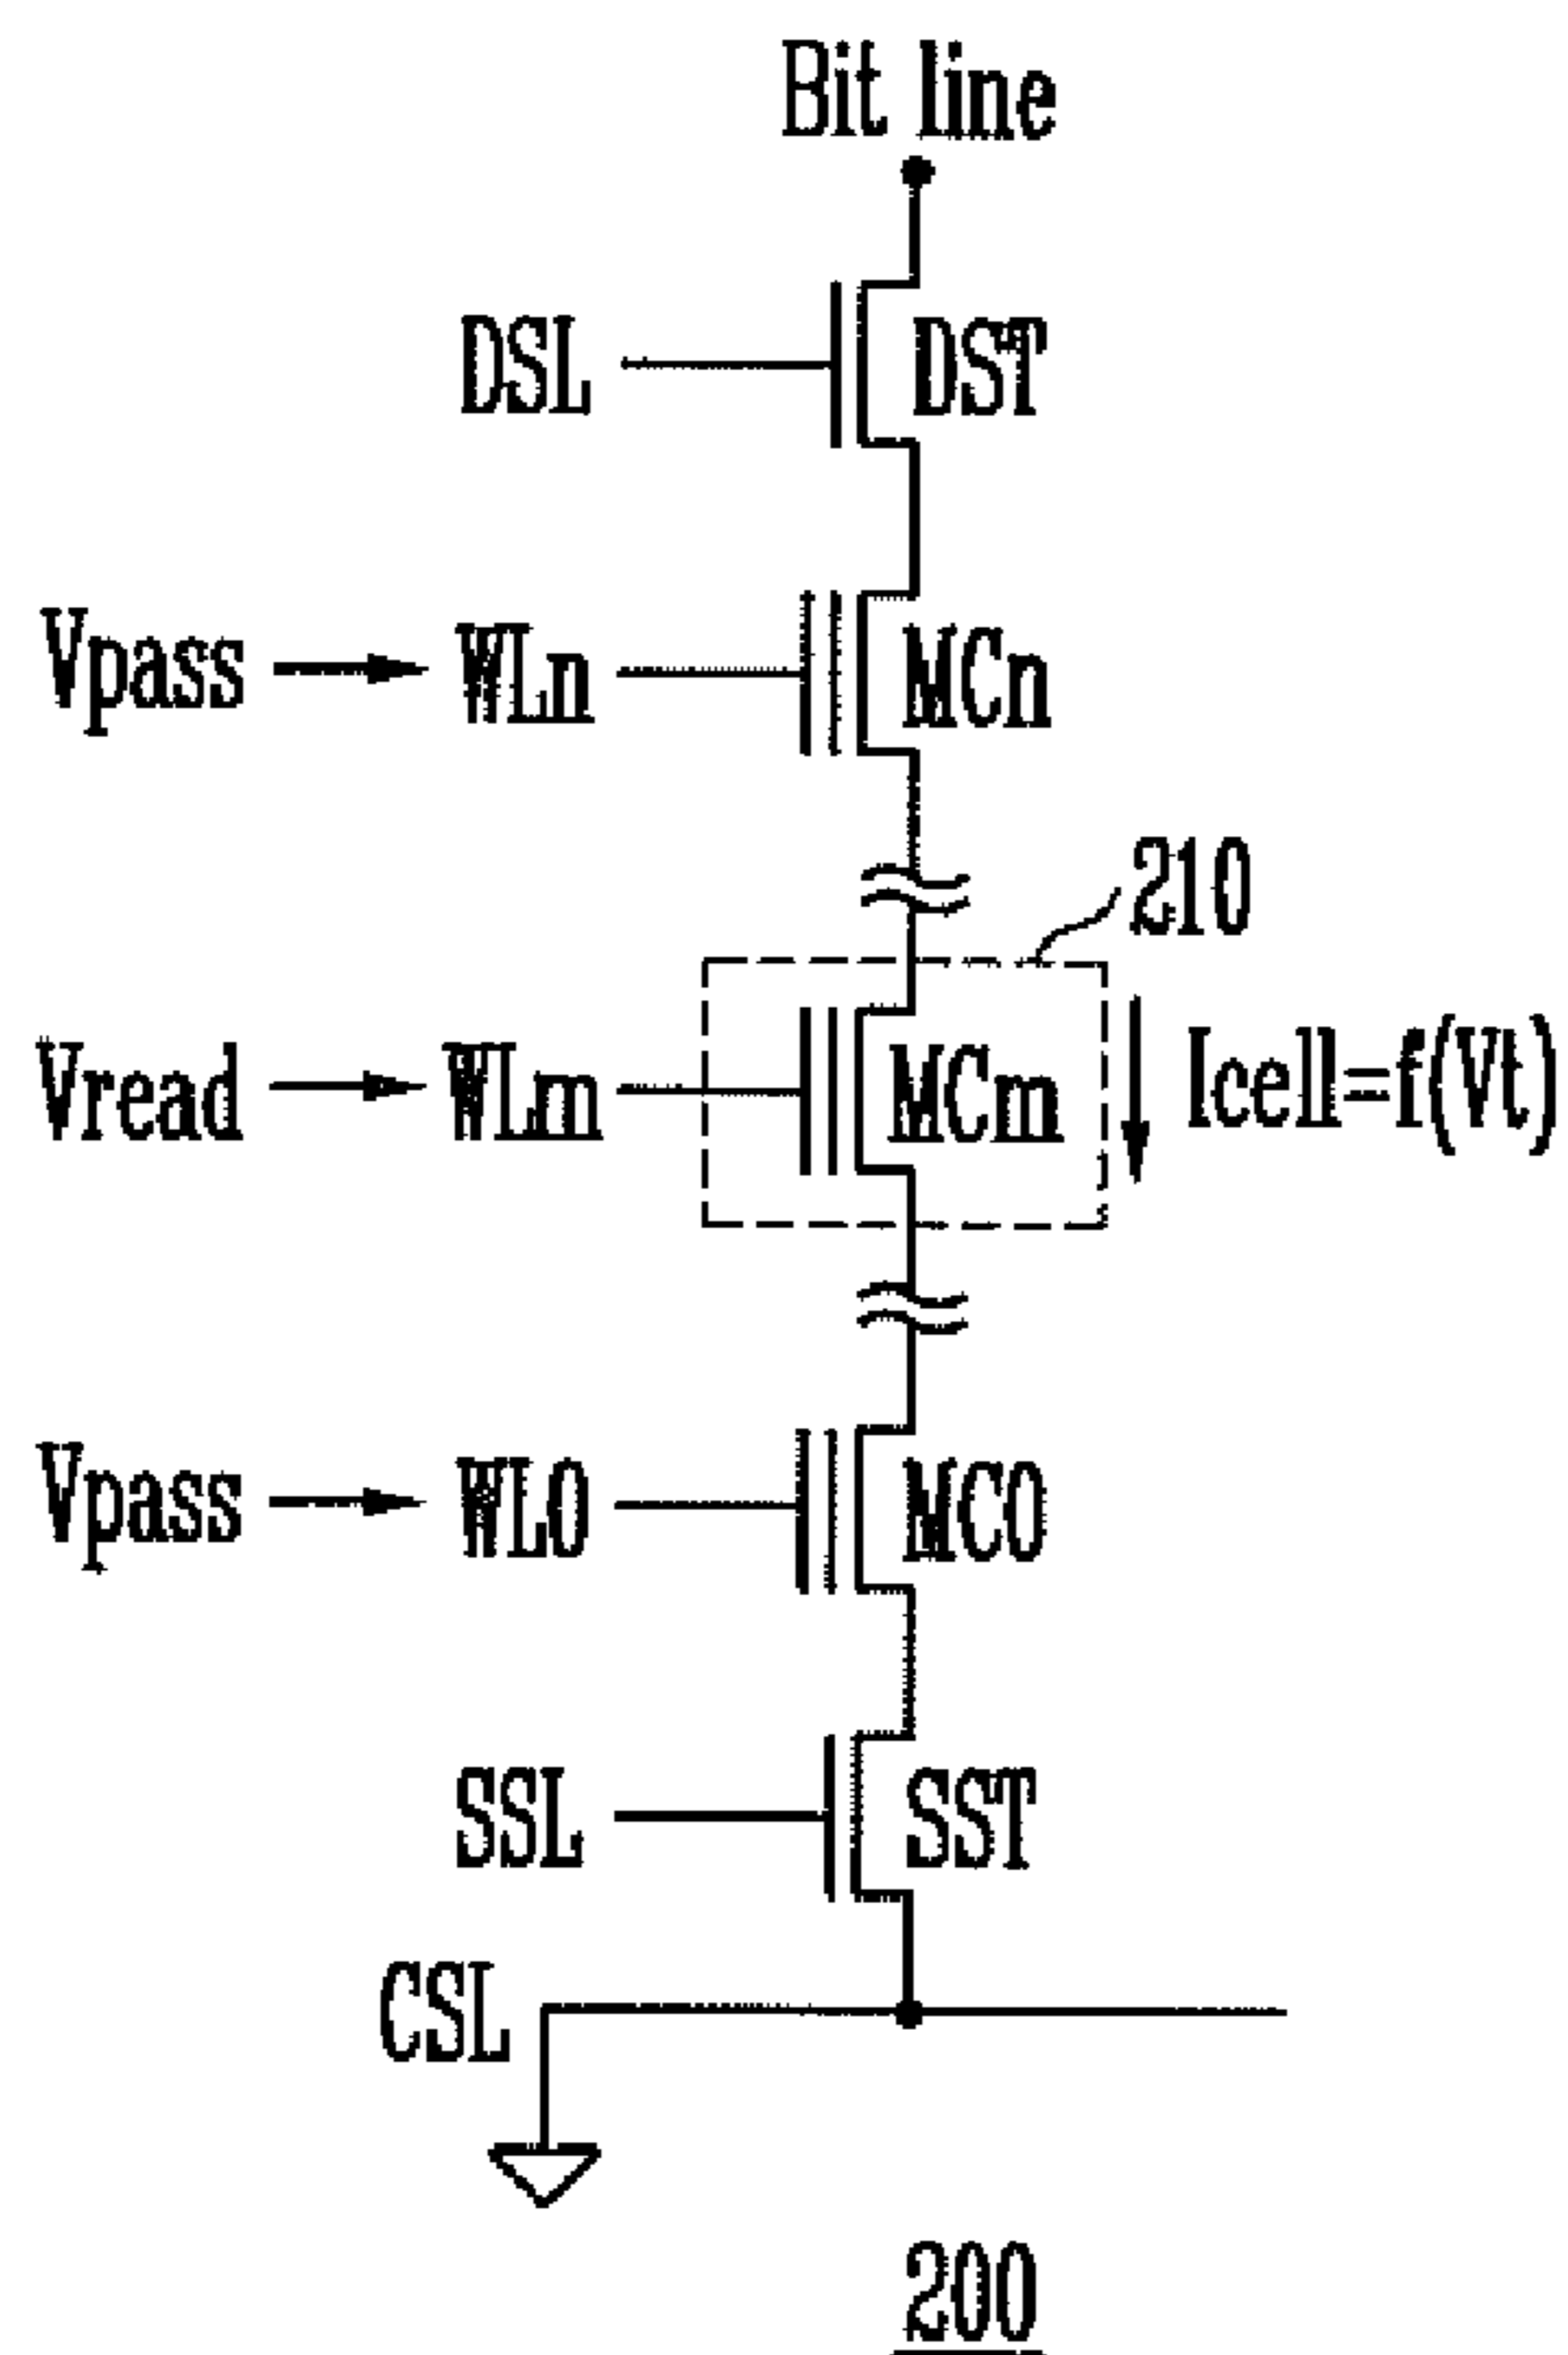 Bit line
DSL DST
Vpass WLn MCn
210
Vread WLm MCm Icell=f(Vt)
Vpass WL0 MC0
SSL SST
CSL
200